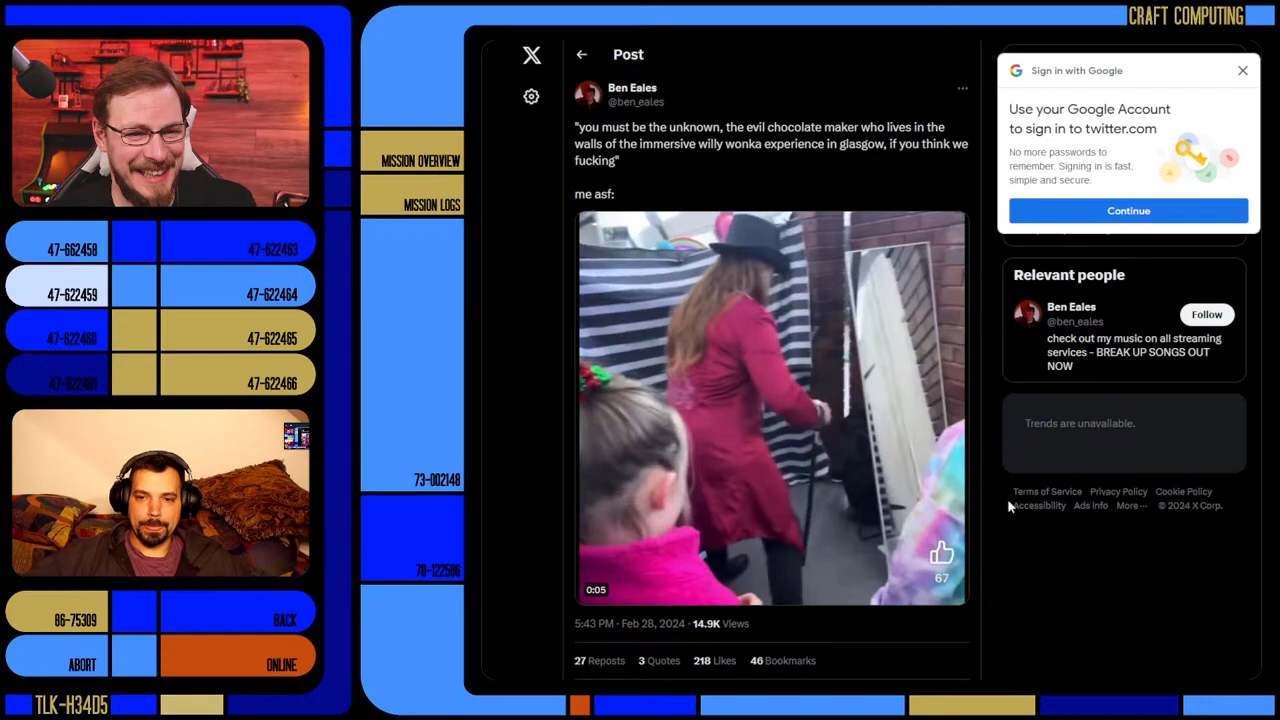 CRAFT COMPUTING
MISSION OVERVIEW
MISSION LOGS
47-662458
47-622463
47-622459
47-622464
47-622460
47-622465
47-622461
47-622466
73-002148
70-122506
86-75309
BACK
ABORT
ONLINE
TLK-H34D5
X
Post
Ben Eales
@ben_eales
"you must be the unknown, the evil chocolate maker who lives in the
walls of the immersive willy wonka experience in glasgow, if you think we
fucking"
me asf:
67
0:05
5:43 PM · Feb 28, 2024 · 14.9K Views
27 Reposts 3 Quotes 218 Likes 46 Bookmarks
Sign in with Google
Use your Google Account
to sign in to twitter.com
No more passwords to
remember. Signing in is fast,
simple and secure.
Continue
Relevant people
Ben Eales
@ben_eales
Follow
check out my music on all streaming
services - BREAK UP SONGS OUT
NOW
Trends are unavailable.
Terms of Service Privacy Policy Cookie Policy
Accessibility Ads info More ··· © 2024 X Corp.